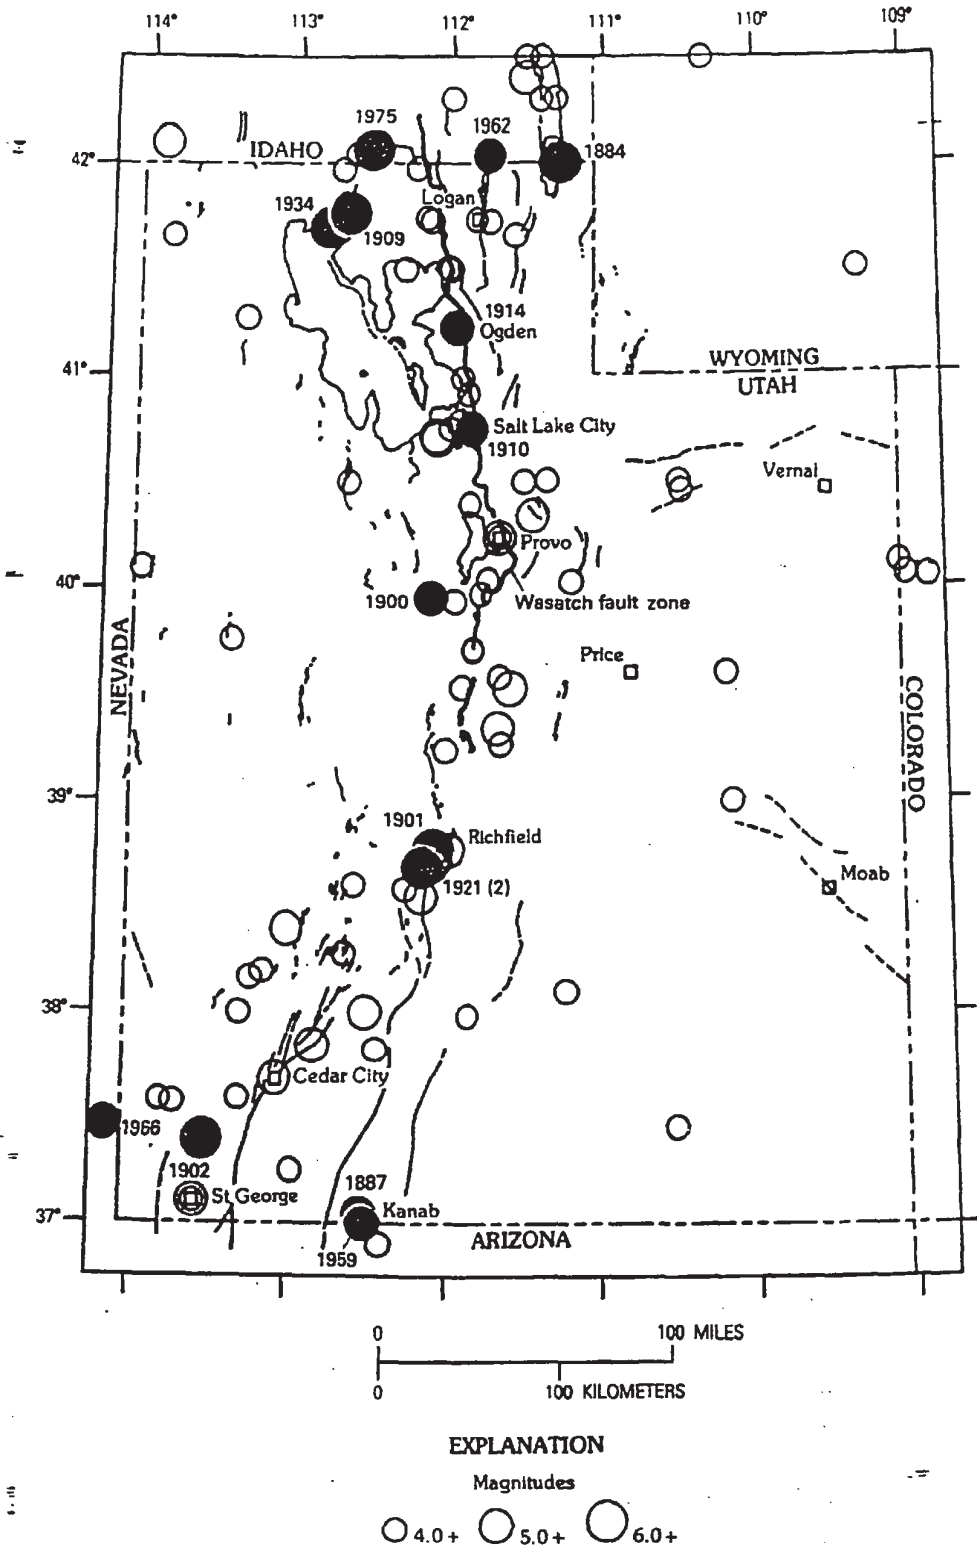 114° 113° 112° 111° 110° 109°
1975
1962
IDAHO
1884
42°
Logan
1934
1909
1914
Ogden
WYOMING
41°
UTAH
Salt Lake City
1910
Vernal
Provo
40°
1900
Wasatch fault zone
NEVADA
Price
COLORADO
39°
1901
Richfield
1921 (2)
Moab
38°
Cedar City
1966
1902
St George
1887
Kanab
37°
ARIZONA
1959
0 100 MILES
0 100 KILOMETERS
EXPLANATION
Magnitudes
4.0+ 5.0+ 6.0+